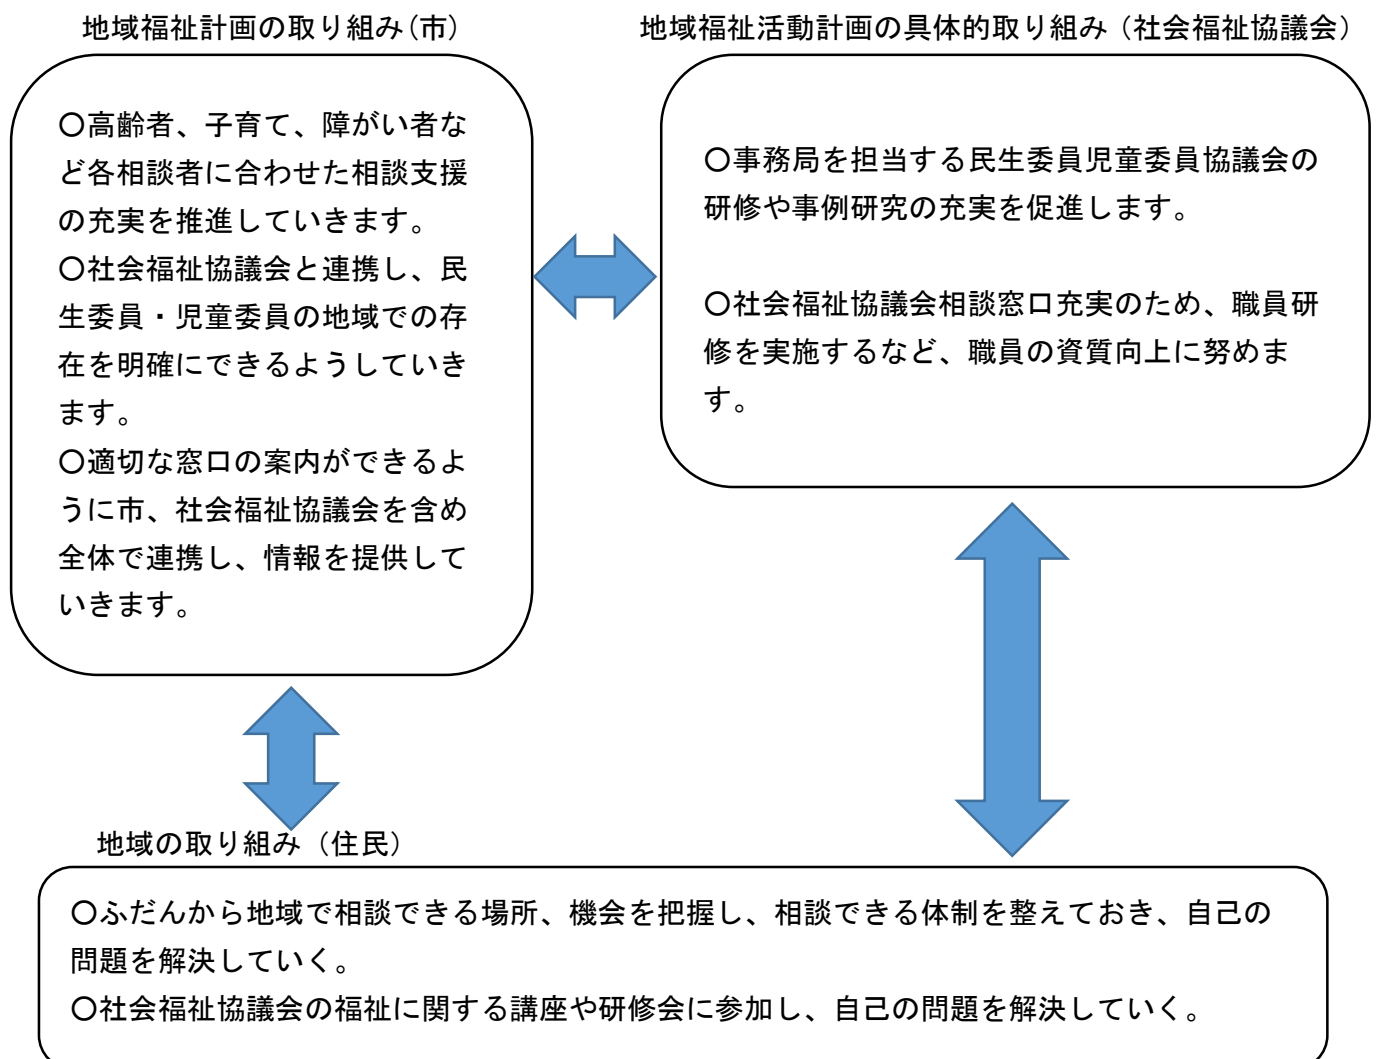 地域福祉計画の取り組み(市)
〇高齢者、子育て、障がい者な
ど各相談者に合わせた相談支援
の充実を推進していきます。
〇社会福祉協議会と連携し、民
生委員・児童委員の地域での存
在を明確にできるようしていき
ます。
〇適切な窓口の案内ができるよ
うに市、社会福祉協議会を含め
全体で連携し、情報を提供して
いきます。
地域福祉活動計画の具体的取り組み（社会福祉協議会）
〇事務局を担当する民生委員児童委員協議会の
研修や事例研究の充実を促進します。
〇社会福祉協議会相談窓口充実のため、職員研
修を実施するなど、職員の資質向上に努めま
す。
地域の取り組み（住民）
〇ふだんから地域で相談できる場所、機会を把握し、相談できる体制を整えておき、自己の
問題を解決していく。
〇社会福祉協議会の福祉に関する講座や研修会に参加し、自己の問題を解決していく。